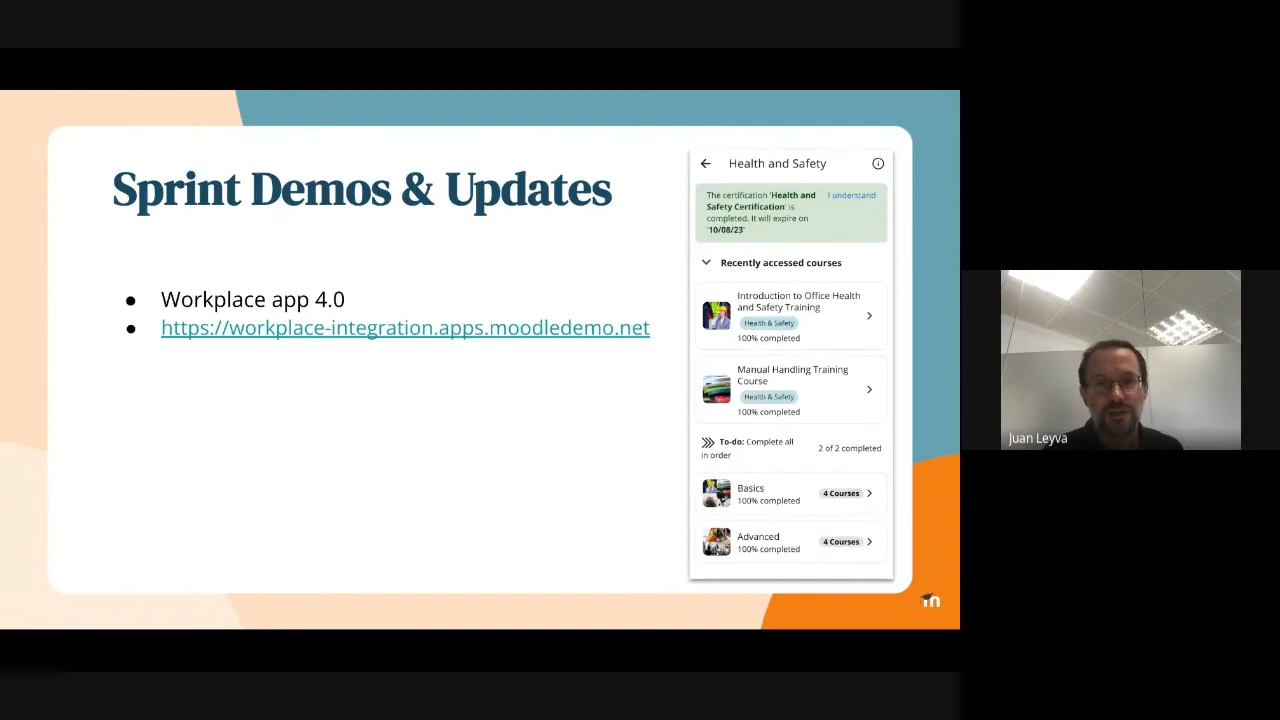 Sprint Demos & Updates
● Workplace app 4.0
● https://workplace-integration.apps.moodledemo.net
Health and Safety
The certification 'Health and
Safety Certification' is
completed. It will expire on
'10/08/23'
I understand
Recently accessed courses
Introduction to Office Health
and Safety Training
Health & Safety
100% completed
Manual Handling Training
Course
Health & Safety
100% completed
To-do: Complete all
in order
2 of 2 completed
Basics
100% completed
4 Courses
Advanced
100% completed
4 Courses
m
Juan Leyva